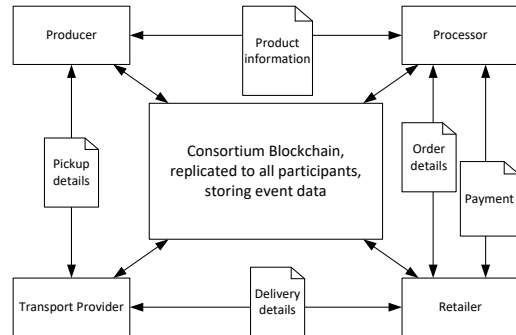 Producer
Product
information
Processor
Consortium Blockchain,
replicated to all participants,
storing event data
Pickup
details
Order
details
Payment
Transport Provider
Delivery
details
Retailer